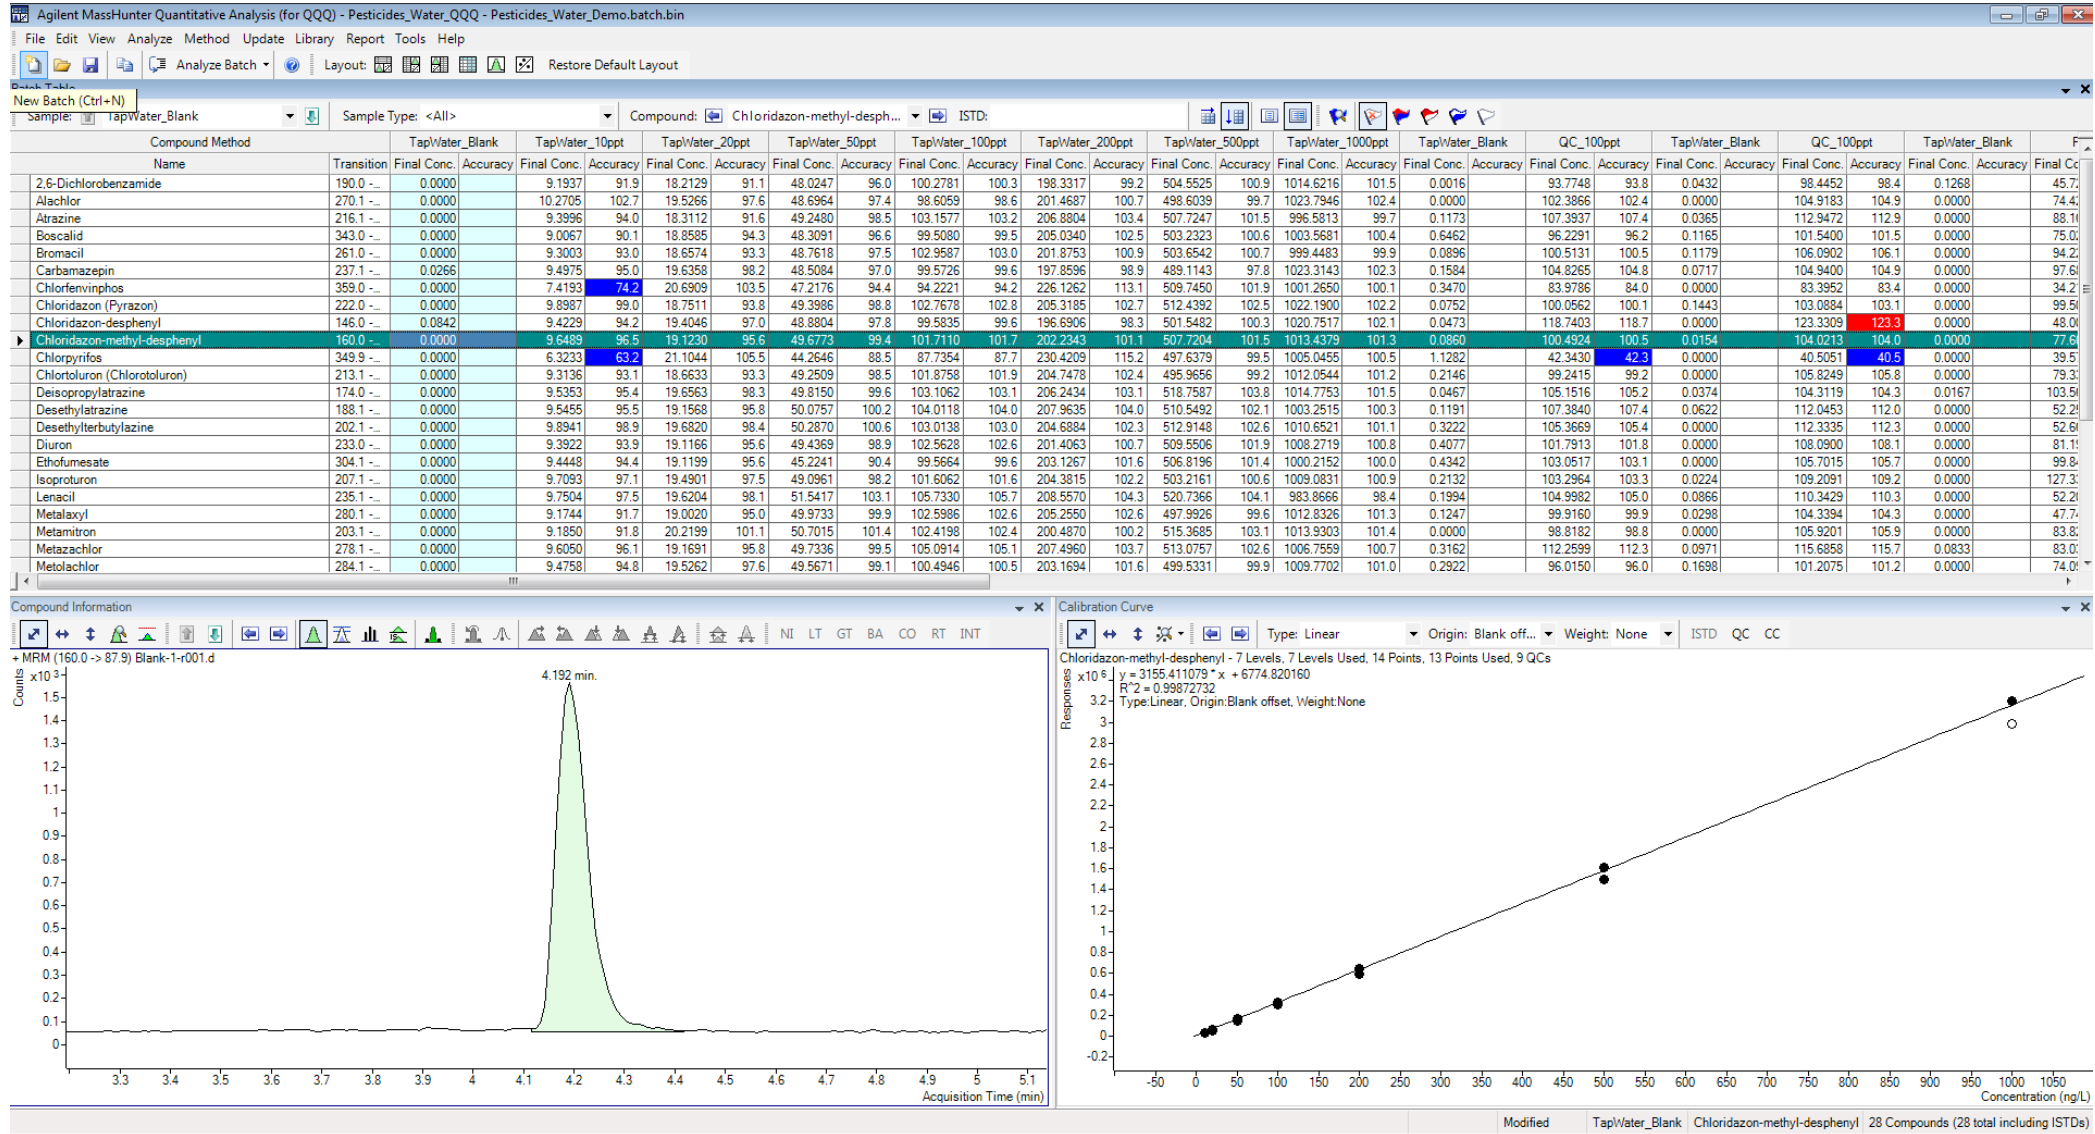 Agilent MassHunter Quantitative Analysis (for QQQ) - Pesticides_Water_QQQ - Pesticides_Water_Demo.batch.bin
File Edit View Analyze Method Update Library Report Tools Help
Analyze Batch Layout: Restore Default Layout
New Batch (Ctrl+N)
Sample: TapWater_Blank Sample Type: <All> Compound: Chloridazon-methyl-desph... ISTD:
Compound Method TapWater_Blank TapWater_10ppt TapWater_20ppt TapWater_50ppt TapWater_100ppt TapWater_200ppt TapWater_500ppt TapWater_1000ppt TapWater_Blank QC_100ppt TapWater_Blank QC_100ppt TapWater_Blank
Name Transition Final Conc. Accuracy Final Conc. Accuracy Final Conc. Accuracy Final Conc. Accuracy Final Conc. Accuracy Final Conc. Accuracy Final Conc. Accuracy Final Conc. Accuracy Final Conc. Accuracy Final Conc. Accuracy Final Conc. Accuracy Final Conc. Accuracy Final Conc. Accuracy Final Cc
2,6-Dichlorobenzamide 190.0 -... 0.0000 9.1937 91.9 18.2129 91.1 48.0247 96.0 100.2781 100.3 198.3317 99.2 504.5525 100.9 1014.6216 101.5 0.0016 93.7748 93.8 0.0432 98.4452 98.4 0.1268 45.7
Alachlor 270.1 -... 0.0000 10.2705 102.7 19.5266 97.6 48.6964 97.4 98.6059 98.6 201.4687 100.7 498.6039 99.7 1023.7946 102.4 0.0000 102.3866 102.4 0.0000 104.9183 104.9 0.0000 74.4
Atrazine 216.1 -... 0.0000 9.3996 94.0 18.3112 91.6 49.2480 98.5 103.1577 103.2 206.8804 103.4 507.7247 101.5 996.5813 99.7 0.1173 107.3937 107.4 0.0365 112.9472 112.9 0.0000 88.1
Boscalid 343.0 -... 0.0000 9.0067 90.1 18.8585 94.3 48.3091 96.6 99.5080 99.5 205.0340 102.5 503.2323 100.6 1003.5681 100.4 0.6462 96.2291 96.2 0.1165 101.5400 101.5 0.0000 75.0
Bromacil 261.0 -... 0.0000 9.3003 93.0 18.6574 93.3 48.7618 97.5 102.9587 103.0 201.8753 100.9 503.6542 100.7 999.4483 99.9 0.0896 100.5131 100.5 0.1179 106.0902 106.1 0.0000 94.2
Carbamazepin 237.1 -... 0.0266 9.4975 95.0 19.6358 98.2 48.5084 97.0 99.5726 99.6 197.8596 98.9 489.1143 97.8 1023.3143 102.3 0.1584 104.8265 104.8 0.0717 104.9400 104.9 0.0000 97.6
Chlorfenvinphos 359.0 -... 0.0000 7.4193 74.2 20.6909 103.5 47.2176 94.4 94.2221 94.2 226.1262 113.1 509.7450 101.9 1001.2650 100.1 0.3470 83.9786 84.0 0.0000 83.3952 83.4 0.0000 34.2
Chloridazon (Pyrazon) 222.0 -... 0.0000 9.8987 99.0 18.7511 93.8 49.3986 98.8 102.7678 102.8 205.3185 102.7 512.4392 102.5 1022.1900 102.2 0.0752 100.0562 100.1 0.1443 103.0884 103.1 0.0000 99.5
Chloridazon-desphenyl 146.0 -... 0.0842 9.4229 94.2 19.4046 97.0 48.8804 97.8 99.5835 99.6 196.6906 98.3 501.5482 100.3 1020.7517 102.1 0.0473 118.7403 118.7 0.0000 123.3309 123.3 0.0000 48.0
Chloridazon-methyl-desphenyl 160.0 -... 0.0000 9.6489 96.5 19.1230 95.6 49.6773 99.4 101.7110 101.7 202.2343 101.1 507.7204 101.5 1013.4379 101.3 0.0860 100.4924 100.5 0.0154 104.0213 104.0 0.0000 77.6
Chlorpyrifos 349.9 -... 0.0000 6.3233 63.2 21.1044 105.5 44.2646 88.5 87.7354 87.7 230.4209 115.2 497.6379 99.5 1005.0455 100.5 1.1282 42.3430 42.3 0.0000 40.5051 40.5 0.0000 39.5
Chlortoluron (Chlorotoluron) 213.1 -... 0.0000 9.3136 93.1 18.6633 93.3 49.2509 98.5 101.8758 101.9 204.7478 102.4 495.9656 99.2 1012.0544 101.2 0.2146 99.2415 99.2 0.0000 105.8249 105.8 0.0000 79.3
Deisopropylatrazine 174.0 -... 0.0000 9.5353 95.4 19.6563 98.3 49.8150 99.6 103.1062 103.1 206.2434 103.1 518.7587 103.8 1014.7753 101.5 0.0467 105.1516 105.2 0.0374 104.3119 104.3 0.0167 103.5
Desethylatrazine 188.1 -... 0.0000 9.5455 95.5 19.1568 95.8 50.0757 100.2 104.0118 104.0 207.9635 104.0 510.5492 102.1 1003.2515 100.3 0.1191 107.3840 107.4 0.0622 112.0453 112.0 0.0000 52.2
Desethylterbutylazine 202.1 -... 0.0000 9.8941 98.9 19.6820 98.4 50.2870 100.6 103.0138 103.0 204.6884 102.3 512.9148 102.6 1010.6521 101.1 0.3222 105.3669 105.4 0.0000 112.3335 112.3 0.0000 52.6
Diuron 233.0 -... 0.0000 9.3922 93.9 19.1166 95.6 49.4369 98.9 102.5628 102.6 201.4063 100.7 509.5506 101.9 1008.2719 100.8 0.4077 101.7913 101.8 0.0000 108.0900 108.1 0.0000 81.1
Ethofumesate 304.1 -... 0.0000 9.4448 94.4 19.1199 95.6 45.2241 90.4 99.5664 99.6 203.1267 101.6 506.8196 101.4 1000.2152 100.0 0.4342 103.0517 103.1 0.0000 105.7015 105.7 0.0000 99.8
Isoproturon 207.1 -... 0.0000 9.7093 97.1 19.4901 97.5 49.0961 98.2 101.6062 101.6 204.3815 102.2 503.2161 100.6 1009.0831 100.9 0.2132 103.2964 103.3 0.0224 109.2091 109.2 0.0000 127.3
Lenacil 235.1 -... 0.0000 9.7504 97.5 19.6204 98.1 51.5417 103.1 105.7330 105.7 208.5570 104.3 520.7366 104.1 983.8666 98.4 0.1994 104.9982 105.0 0.0866 110.3429 110.3 0.0000 52.2
Metalaxyl 280.1 -... 0.0000 9.1744 91.7 19.0020 95.0 49.9733 99.9 102.5986 102.6 205.2550 102.6 497.9926 99.6 1012.8326 101.3 0.1247 99.9160 99.9 0.0298 104.3394 104.3 0.0000 47.7
Metamitron 203.1 -... 0.0000 9.1850 91.8 20.2199 101.1 50.7015 101.4 102.4198 102.4 200.4870 100.2 515.3685 103.1 1013.9303 101.4 0.0000 98.8182 98.8 0.0000 105.9201 105.9 0.0000 83.8
Metazachlor 278.1 -... 0.0000 9.6050 96.1 19.1691 95.8 49.7336 99.5 105.0914 105.1 207.4960 103.7 513.0757 102.6 1006.7559 100.7 0.3162 112.2599 112.3 0.0971 115.6858 115.7 0.0833 83.0
Metolachlor 284.1 -... 0.0000 9.4758 94.8 19.5262 97.6 49.5671 99.1 100.4946 100.5 203.1694 101.6 499.5331 99.9 1009.7702 101.0 0.2922 96.0150 96.0 0.1698 101.2075 101.2 0.0000 74.0
Compound Information
NI LT GT BA CO RT INT
+ MRM (160.0 -> 87.9) Blank-1-r001.d
Counts
x10 3
4.192 min.
1.5
1.4
1.3
1.2
1.1
1
0.9
0.8
0.7
0.6
0.5
0.4
0.3
0.2
0.1
0
3.3 3.4 3.5 3.6 3.7 3.8 3.9 4 4.1 4.2 4.3 4.4 4.5 4.6 4.7 4.8 4.9 5 5.1
Acquisition Time (min)
Calibration Curve
Type: Linear Origin: Blank off... Weight: None ISTD QC CC
Chloridazon-methyl-desphenyl - 7 Levels, 7 Levels Used, 14 Points, 13 Points Used, 9 QCs
Responses
x10 6
y = 3155.411079 * x + 6774.820160
R^2 = 0.99872732
Type:Linear, Origin:Blank offset, Weight:None
3.2
3
2.8
2.6
2.4
2.2
2
1.8
1.6
1.4
1.2
1
0.8
0.6
0.4
0.2
0
-0.2
-50 0 50 100 150 200 250 300 350 400 450 500 550 600 650 700 750 800 850 900 950 1000 1050
Concentration (ng/L)
Modified TapWater_Blank Chloridazon-methyl-desphenyl 28 Compounds (28 total including ISTDs)